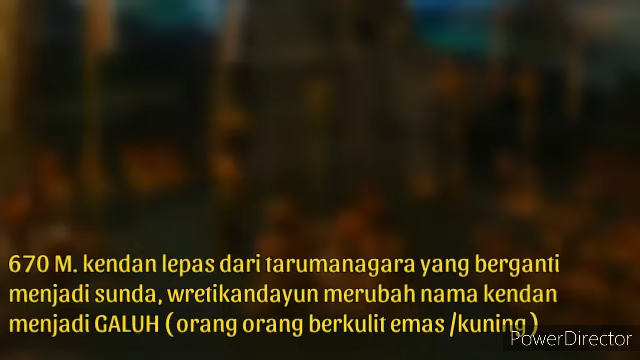 670 M. kendan lepas dari tarumanagara yang berganti
menjadi sunda, wretikandayun merubah nama kendan
menjadi GALUH ( orang orang berkulit emas /kuning )
PowerDirector